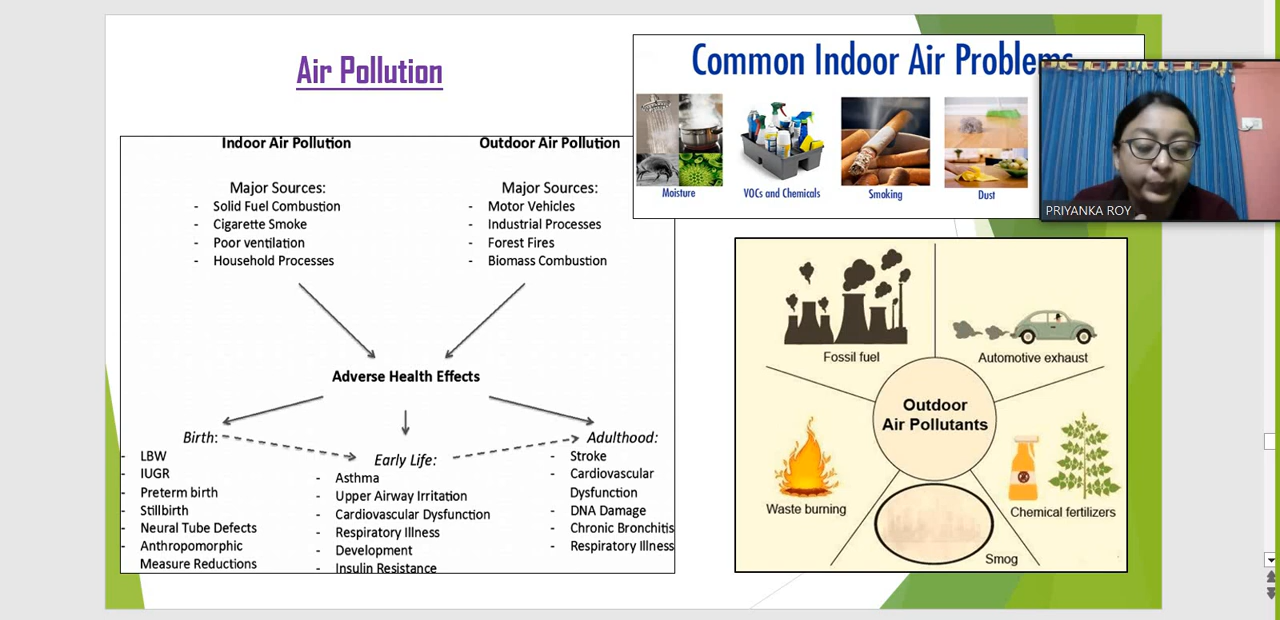 Air Pollution
Indoor Air Pollution
Major Sources:
- Solid Fuel Combustion
- Cigarette Smoke
- Poor ventilation
- Household Processes
Outdoor Air Pollution
Major Sources:
- Motor Vehicles
- Industrial Processes
- Forest Fires
- Biomass Combustion
Adverse Health Effects
Birth:
- LBW
- IUGR
- Preterm birth
- Stillbirth
- Neural Tube Defects
- Anthropomorphic
Measure Reductions
Early Life:
- Asthma
- Upper Airway Irritation
- Cardiovascular Dysfunction
- Respiratory Illness
- Development
- Insulin Resistance
Adulthood:
- Stroke
- Cardiovascular
Dysfunction
- DNA Damage
- Chronic Bronchitis
- Respiratory Illness
Common Indoor Air Problems
Moisture
VOCs and Chemicals
Smoking
Dust
PRIYANKA ROY
Fossil fuel
Automotive exhaust
Outdoor
Air Pollutants
Waste burning
Chemical fertilizers
Smog